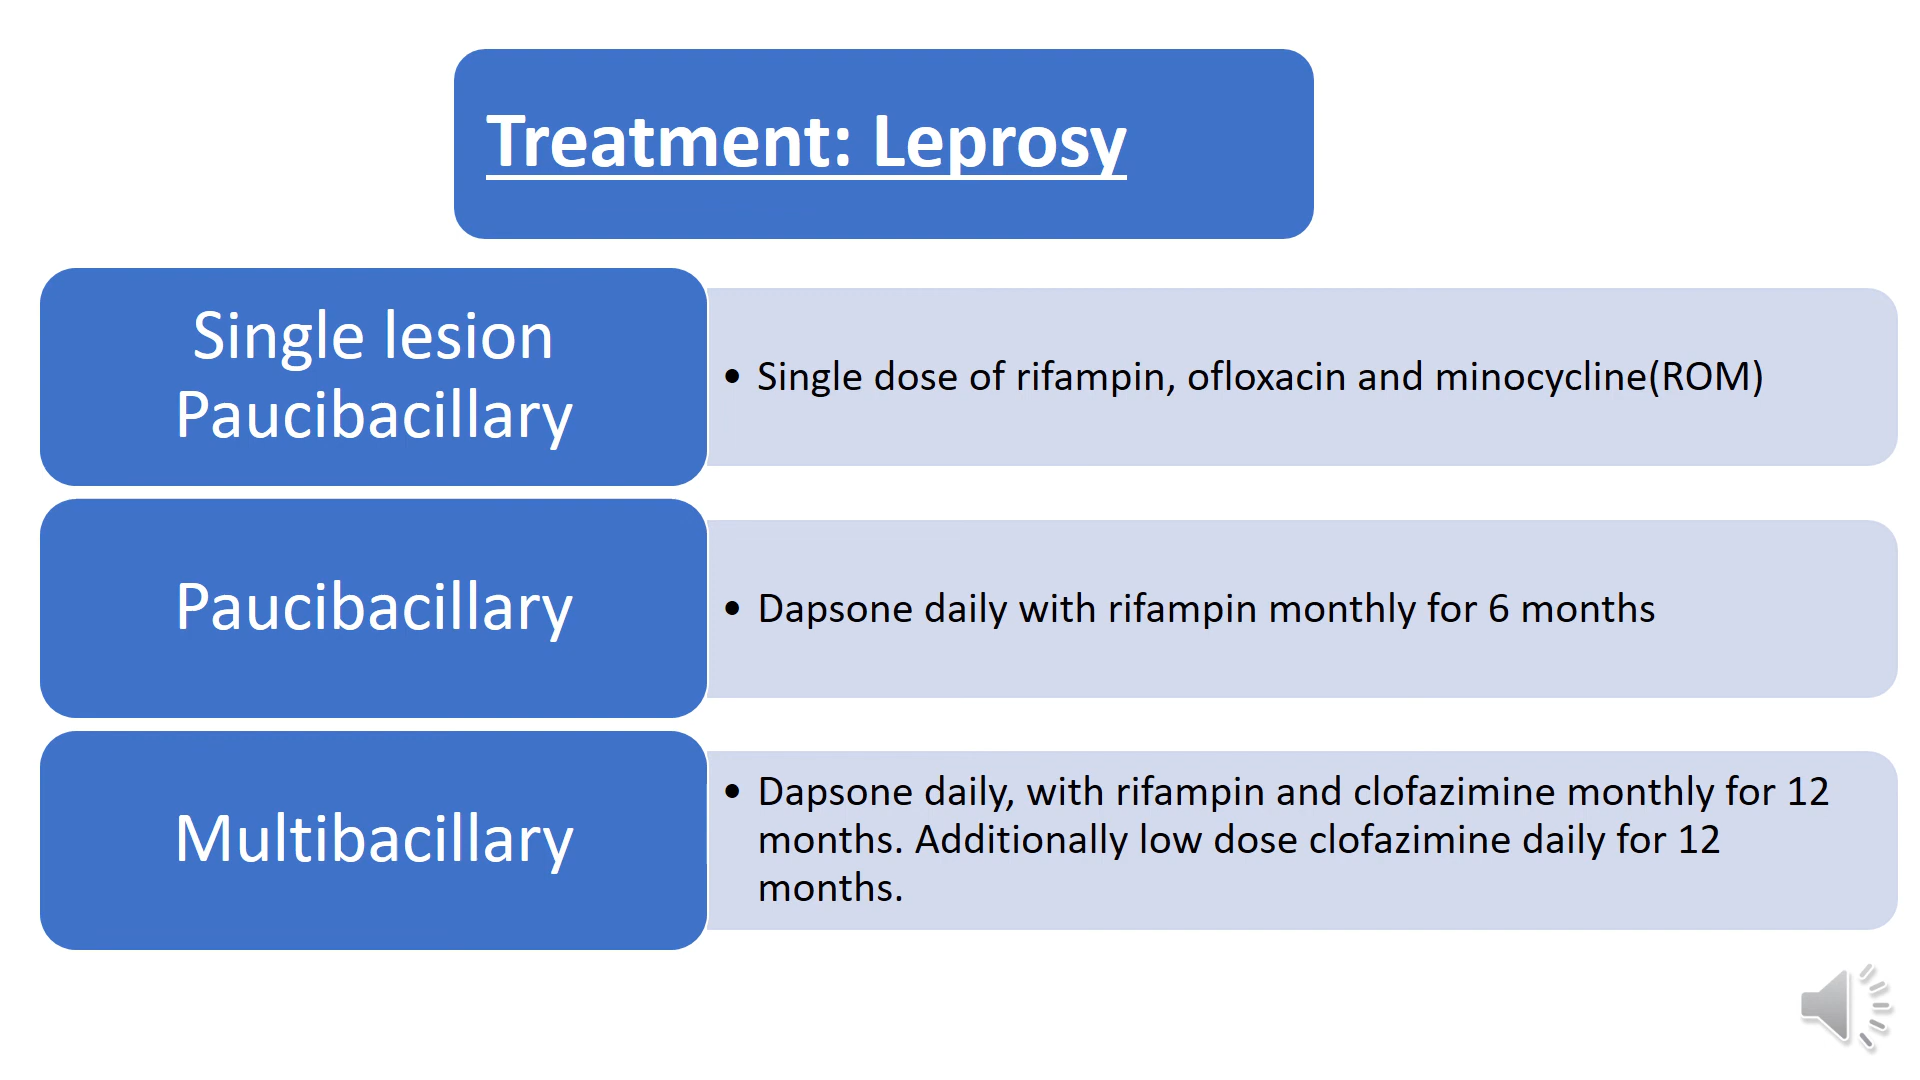 Treatment: Leprosy
Single lesion
Paucibacillary
• Single dose of rifampin, ofloxacin and minocycline(ROM)
Paucibacillary
• Dapsone daily with rifampin monthly for 6 months
Multibacillary
• Dapsone daily, with rifampin and clofazimine monthly for 12
months. Additionally low dose clofazimine daily for 12
months.